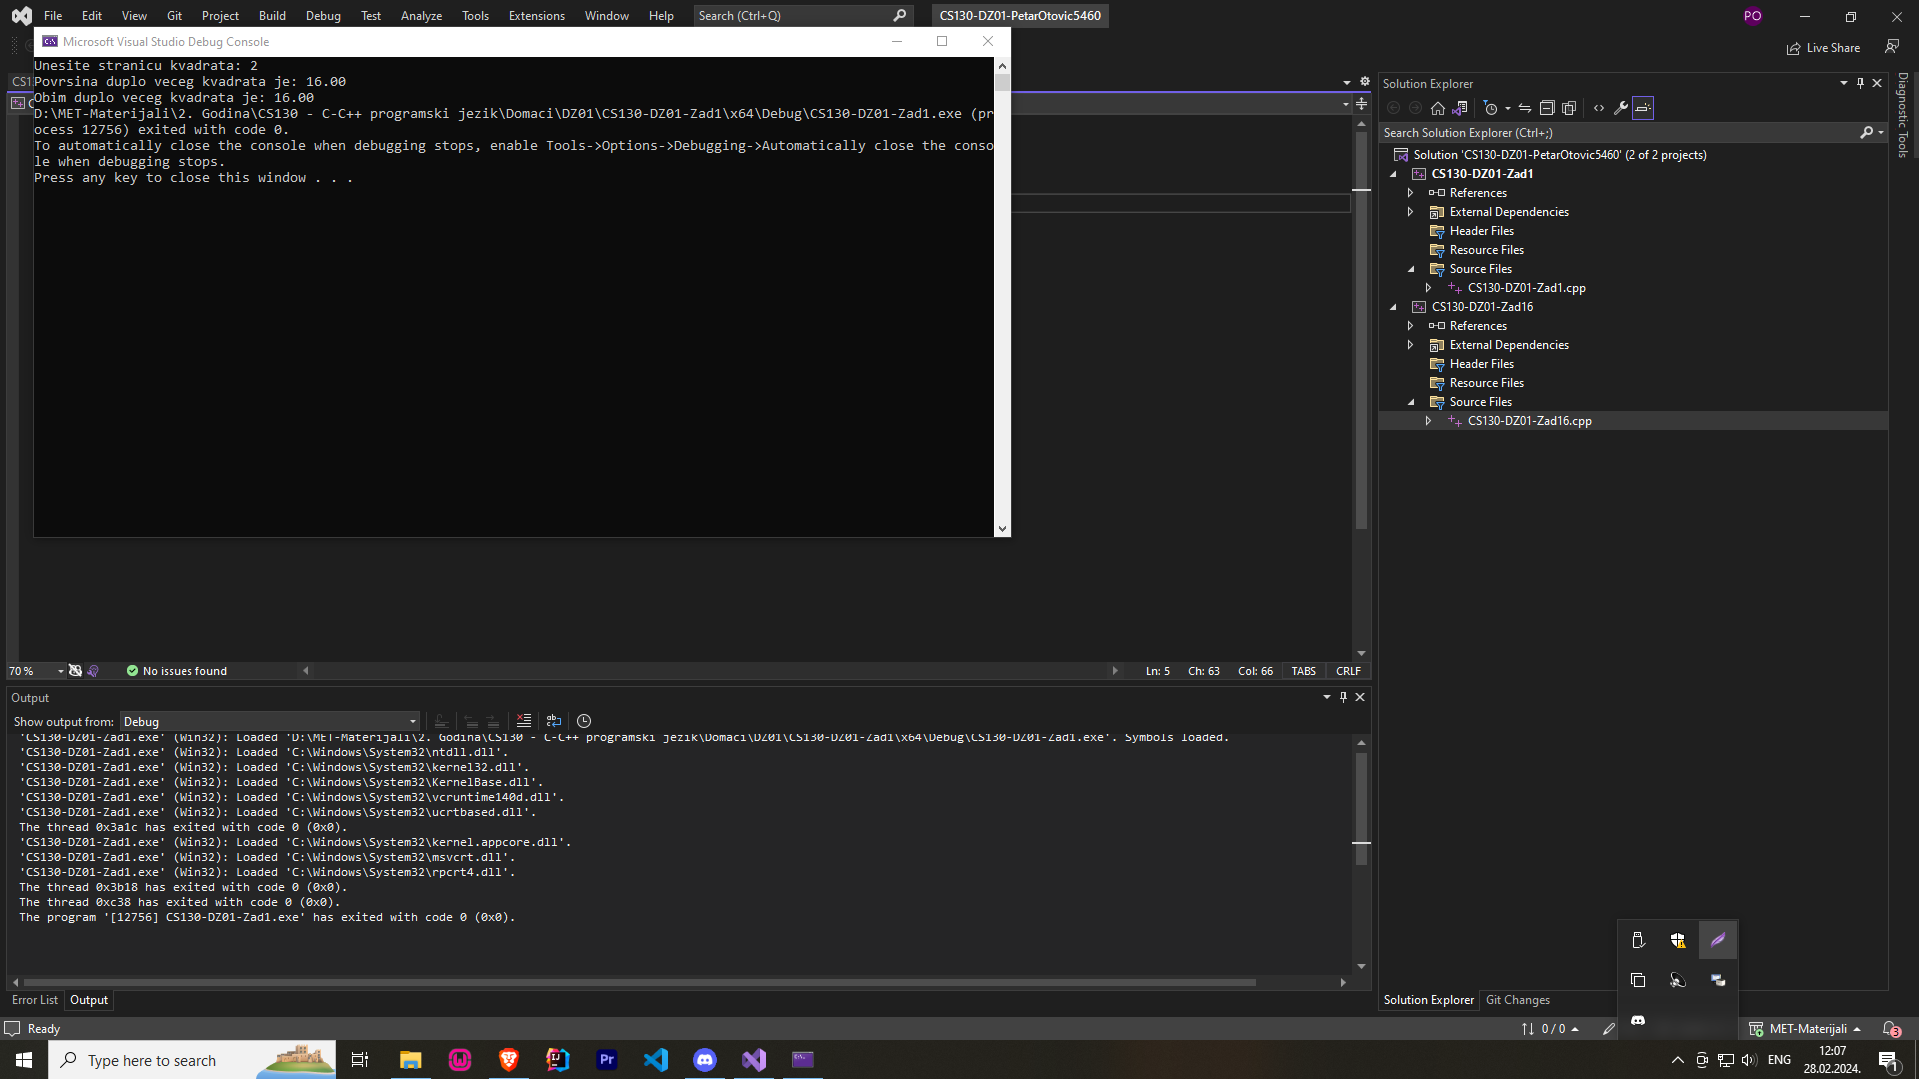 File Edit View Git Project Build Debug Test Analyze Tools Extensions Window Help Search (Ctrl+Q) CS130-DZ01-PetarOtovic5460 PO
Live Share
Microsoft Visual Studio Debug Console
Unesite stranicu kvadrata: 2
Povrsina duplo veceg kvadrata je: 16.00
Obim duplo veceg kvadrata je: 16.00
D:\MET-Materijali\2. Godina\CS130 - C-C++ programski jezik\Domaci\DZ01\CS130-DZ01-Zad1\x64\Debug\CS130-DZ01-Zad1.exe (pr
ocess 12756) exited with code 0.
To automatically close the console when debugging stops, enable Tools->Options->Debugging->Automatically close the conso
le when debugging stops.
Press any key to close this window . . .
CS1
Solution Explorer
Search Solution Explorer (Ctrl+;)
Solution 'CS130-DZ01-PetarOtovic5460' (2 of 2 projects)
CS130-DZ01-Zad1
References
External Dependencies
Header Files
Resource Files
Source Files
CS130-DZ01-Zad1.cpp
CS130-DZ01-Zad16
References
External Dependencies
Header Files
Resource Files
Source Files
CS130-DZ01-Zad16.cpp
Diagnostic Tools
70 % No issues found Ln: 5 Ch: 63 Col: 66 TABS CRLF
Output
Show output from: Debug
'CS130-DZ01-Zad1.exe' (Win32): Loaded 'D:\MET-Materijali\2. Godina\CS130 - C-C++ programski jezik\Domaci\DZ01\CS130-DZ01-Zad1\x64\Debug\CS130-DZ01-Zad1.exe'. Symbols loaded.
'CS130-DZ01-Zad1.exe' (Win32): Loaded 'C:\Windows\System32\ntdll.dll'.
'CS130-DZ01-Zad1.exe' (Win32): Loaded 'C:\Windows\System32\kernel32.dll'.
'CS130-DZ01-Zad1.exe' (Win32): Loaded 'C:\Windows\System32\KernelBase.dll'.
'CS130-DZ01-Zad1.exe' (Win32): Loaded 'C:\Windows\System32\vcruntime140d.dll'.
'CS130-DZ01-Zad1.exe' (Win32): Loaded 'C:\Windows\System32\ucrtbased.dll'.
The thread 0x3a1c has exited with code 0 (0x0).
'CS130-DZ01-Zad1.exe' (Win32): Loaded 'C:\Windows\System32\kernel.appcore.dll'.
'CS130-DZ01-Zad1.exe' (Win32): Loaded 'C:\Windows\System32\msvcrt.dll'.
'CS130-DZ01-Zad1.exe' (Win32): Loaded 'C:\Windows\System32\rpcrt4.dll'.
The thread 0x3b18 has exited with code 0 (0x0).
The thread 0xc38 has exited with code 0 (0x0).
The program '[12756] CS130-DZ01-Zad1.exe' has exited with code 0 (0x0).
Error List Output
Solution Explorer Git Changes
Ready 0 / 0 MET-Materijali 3
Type here to search Pr ENG 12:07
28.02.2024. 1